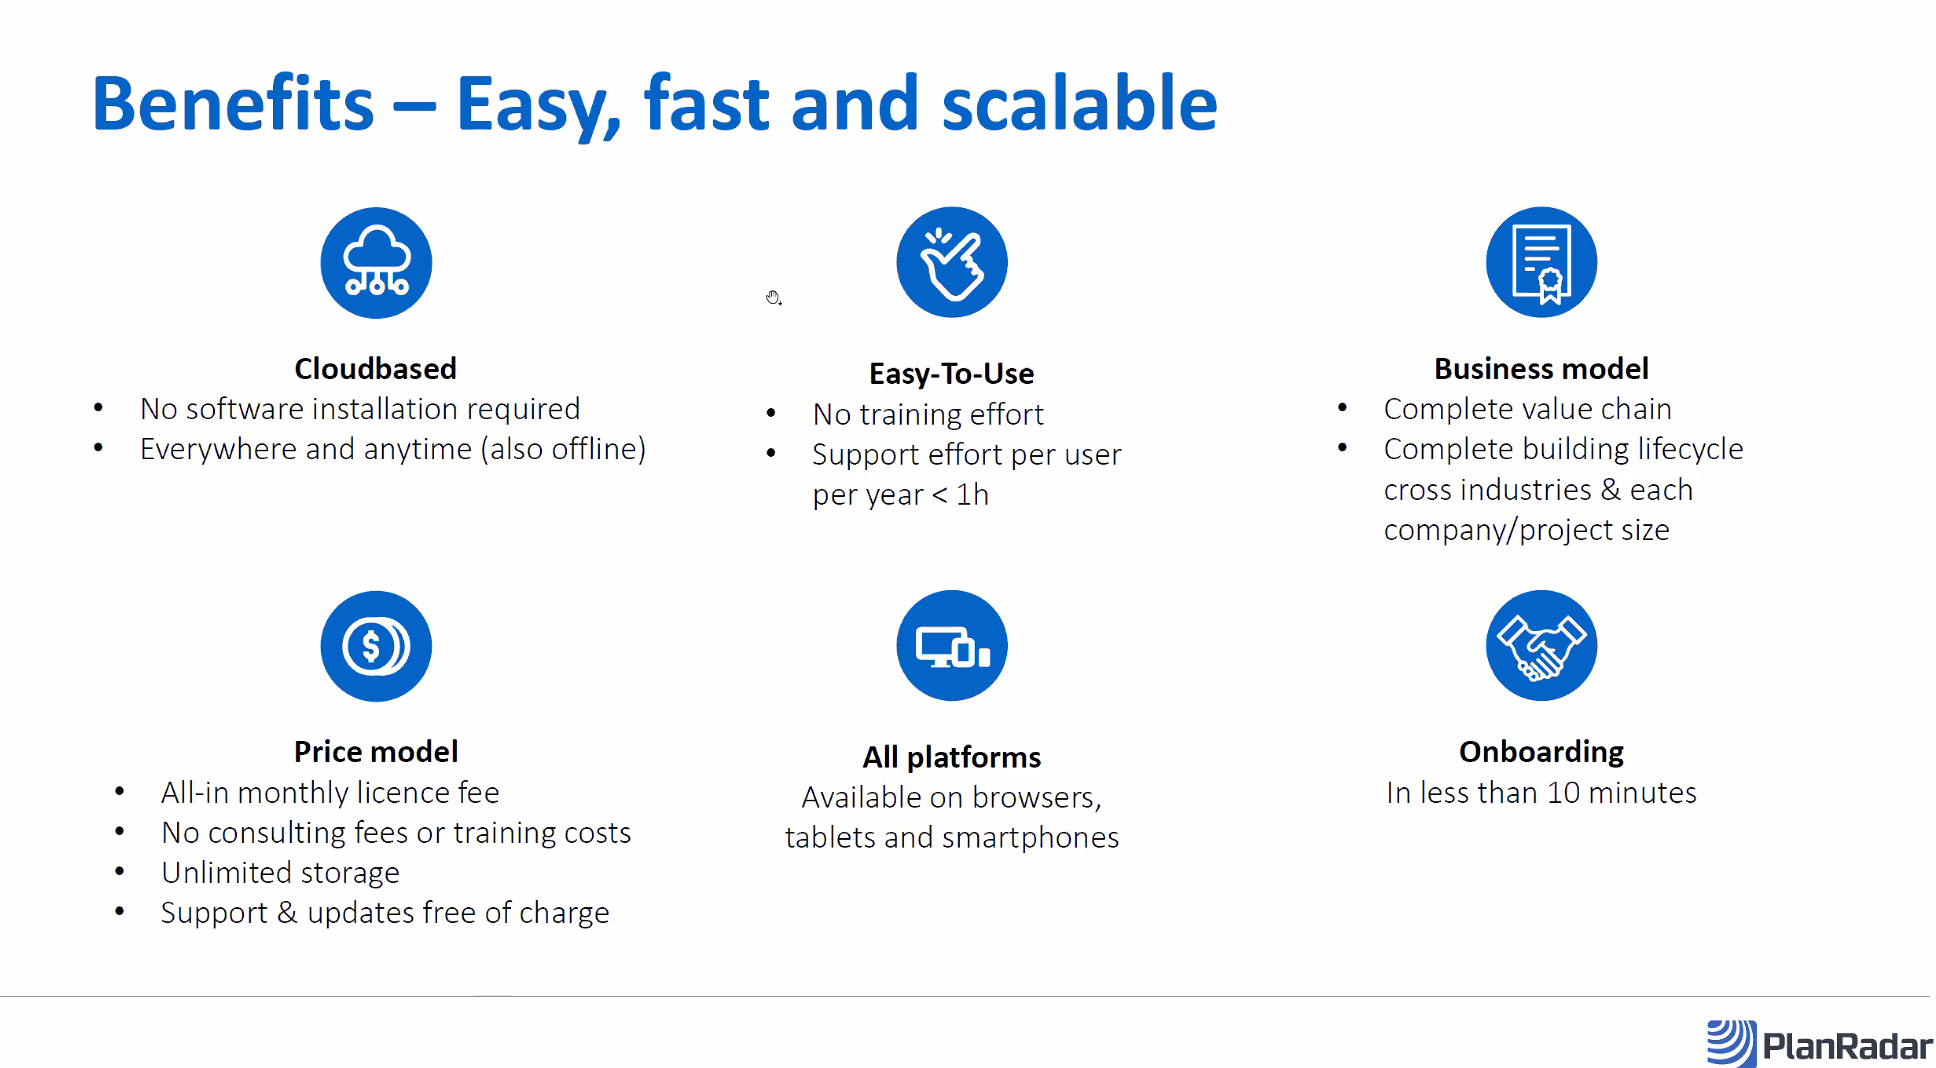 Benefits – Easy, fast and scalable
Cloudbased
• No software installation required
• Everywhere and anytime (also offline)
Easy-To-Use
• No training effort
• Support effort per user
per year < 1h
Business model
• Complete value chain
• Complete building lifecycle
cross industries & each
company/project size
$
Price model
• All-in monthly licence fee
• No consulting fees or training costs
• Unlimited storage
• Support & updates free of charge
All platforms
Available on browsers,
tablets and smartphones
Onboarding
In less than 10 minutes
PlanRadar